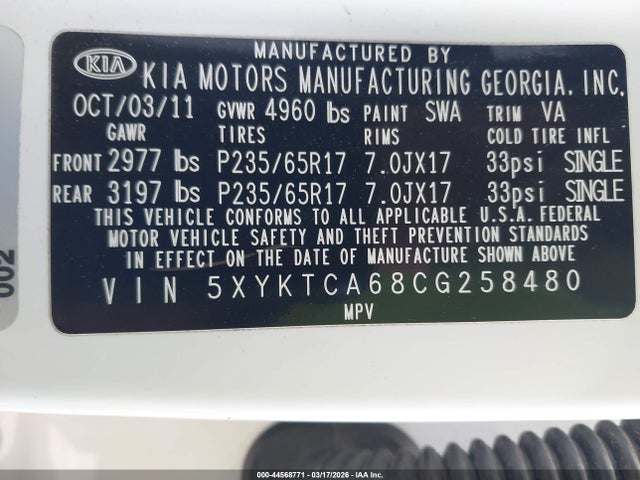 MANUFACTURED BY
KIA KIA MOTORS MANUFACTURING GEORGIA, INC.
OCT/03/11 GVWR 4960 lbs PAINT SWA TRIM VA
GAWR TIRES RIMS COLD TIRE INFL
FRONT 2977 lbs P235/65R17 7.0JX17 33psi SINGLE
REAR 3197 lbs P235/65R17 7.0JX17 33psi SINGLE
THIS VEHICLE CONFORMS TO ALL APPLICABLE U.S.A. FEDERAL
MOTOR VEHICLE SAFETY AND THEFT PREVENTION STANDARDS
IN EFFECT ON THE DATE OF MANUFACTURE SHOWN ABOVE
VIN 5XYKTCA68CG258480
MPV
002
000-44568771 | 03/17/2026 | IAA Inc.